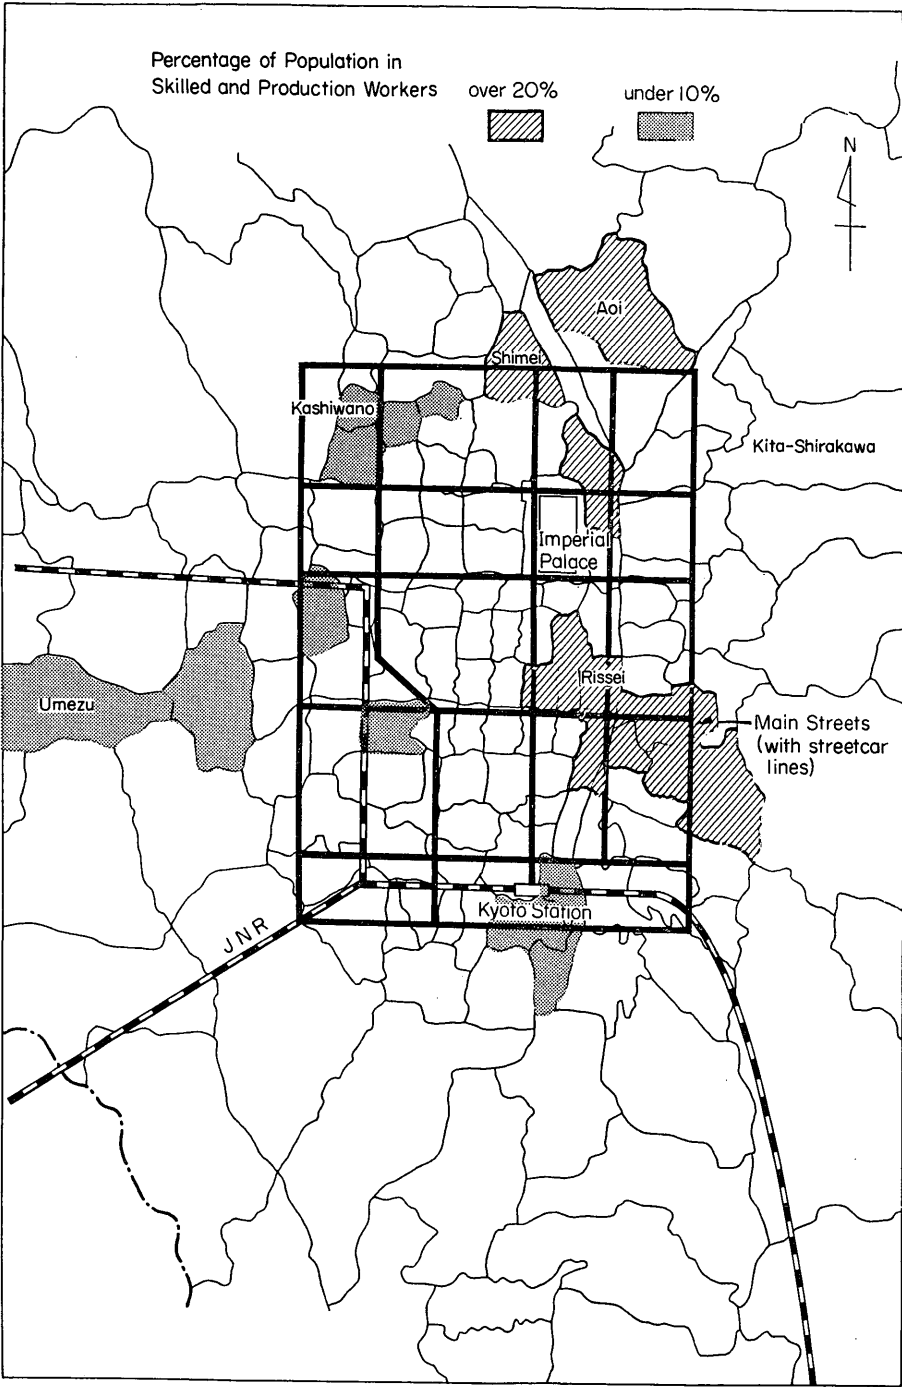 Percentage of Population in
Skilled and Production Workers
over 20%
under 10%
N
Aoi
Shimei
Kashiwano
Kita-Shirakawa
Imperial
Palace
Rissei
Umezu
Main Streets
(with streetcar
lines)
Kyoto Station
JNR